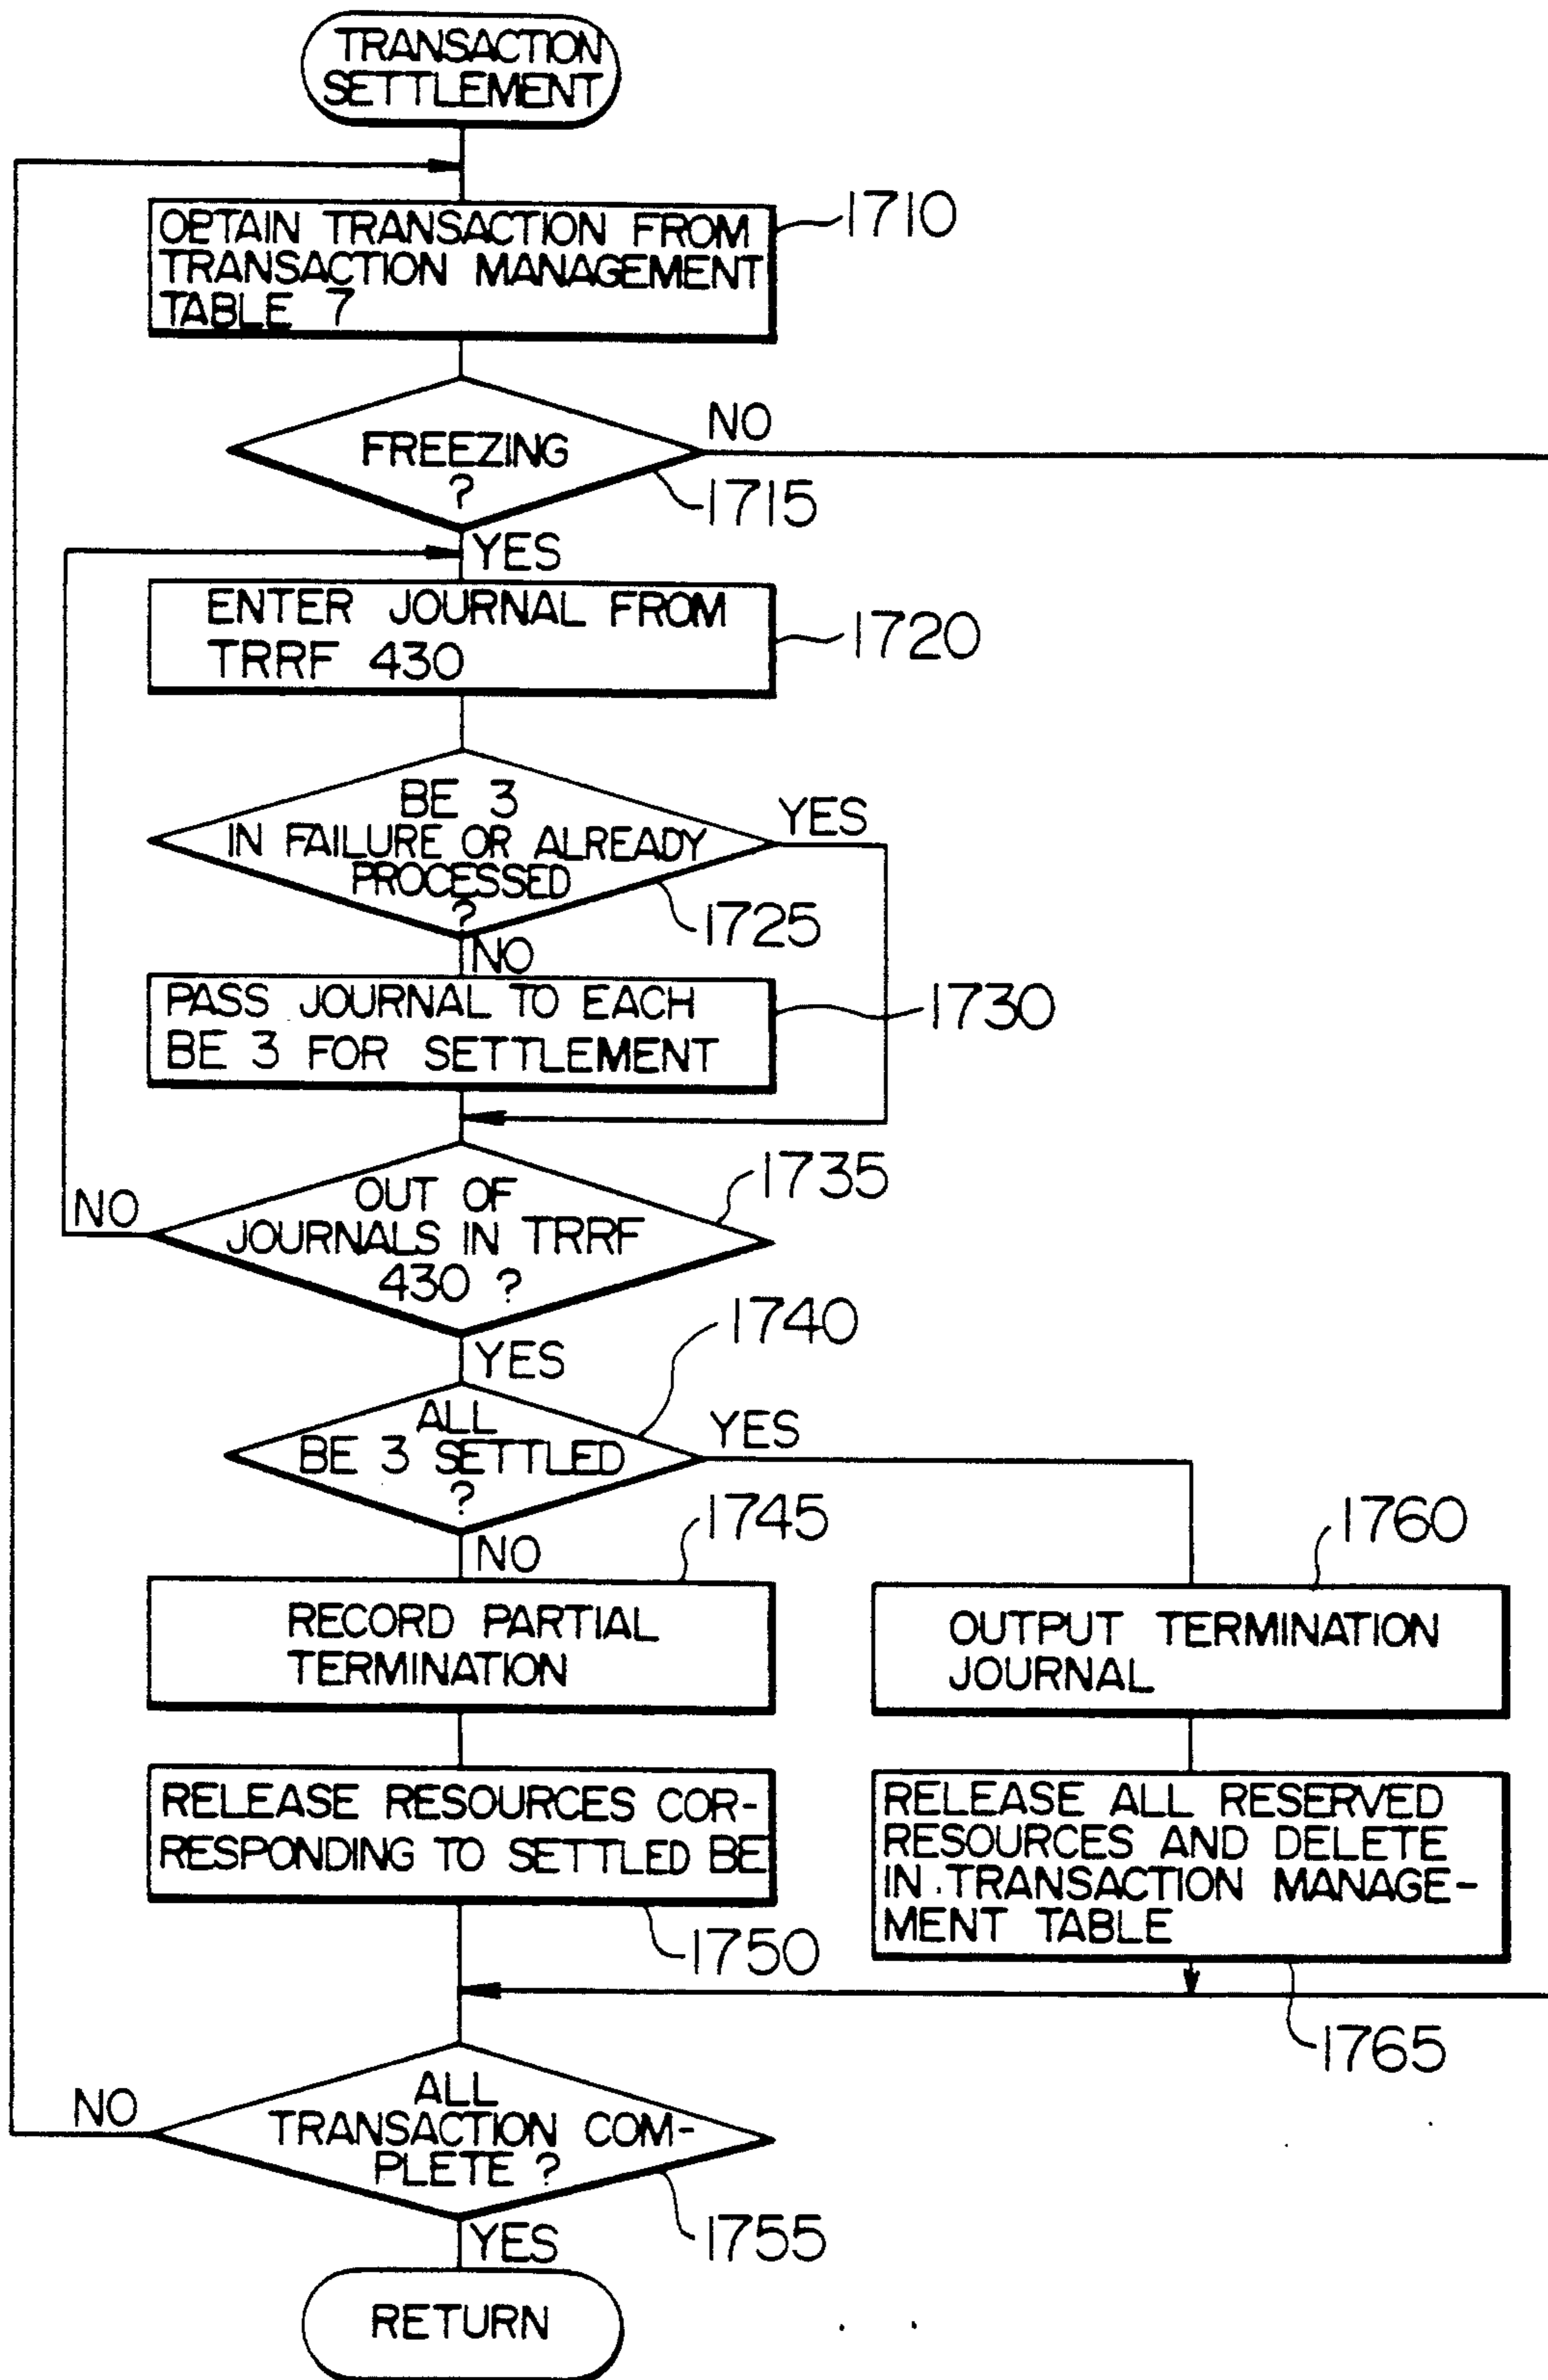 TRANSACTION
SETTLEMENT
OBTAIN TRANSACTION FROM
TRANSACTION MANAGEMENT
TABLE 7
1710
FREEZING
?
NO
1715
YES
ENTER JOURNAL FROM
TRRF 430
1720
BE 3
IN FAILURE OR ALREADY
PROCESSED
?
YES
1725
NO
PASS JOURNAL TO EACH
BE 3 FOR SETTLEMENT
1730
OUT OF
JOURNALS IN TRRF
430 ?
1735
NO
YES
1740
ALL
BE 3 SETTLED
?
YES
NO
1745
RECORD PARTIAL
TERMINATION
1760
OUTPUT TERMINATION
JOURNAL
RELEASE RESOURCES COR-
RESPONDING TO SETTLED BE
1750
RELEASE ALL RESERVED
RESOURCES AND DELETE
IN TRANSACTION MANAGE-
MENT TABLE
1765
ALL
TRANSACTION COM-
PLETE ?
NO
1755
YES
RETURN